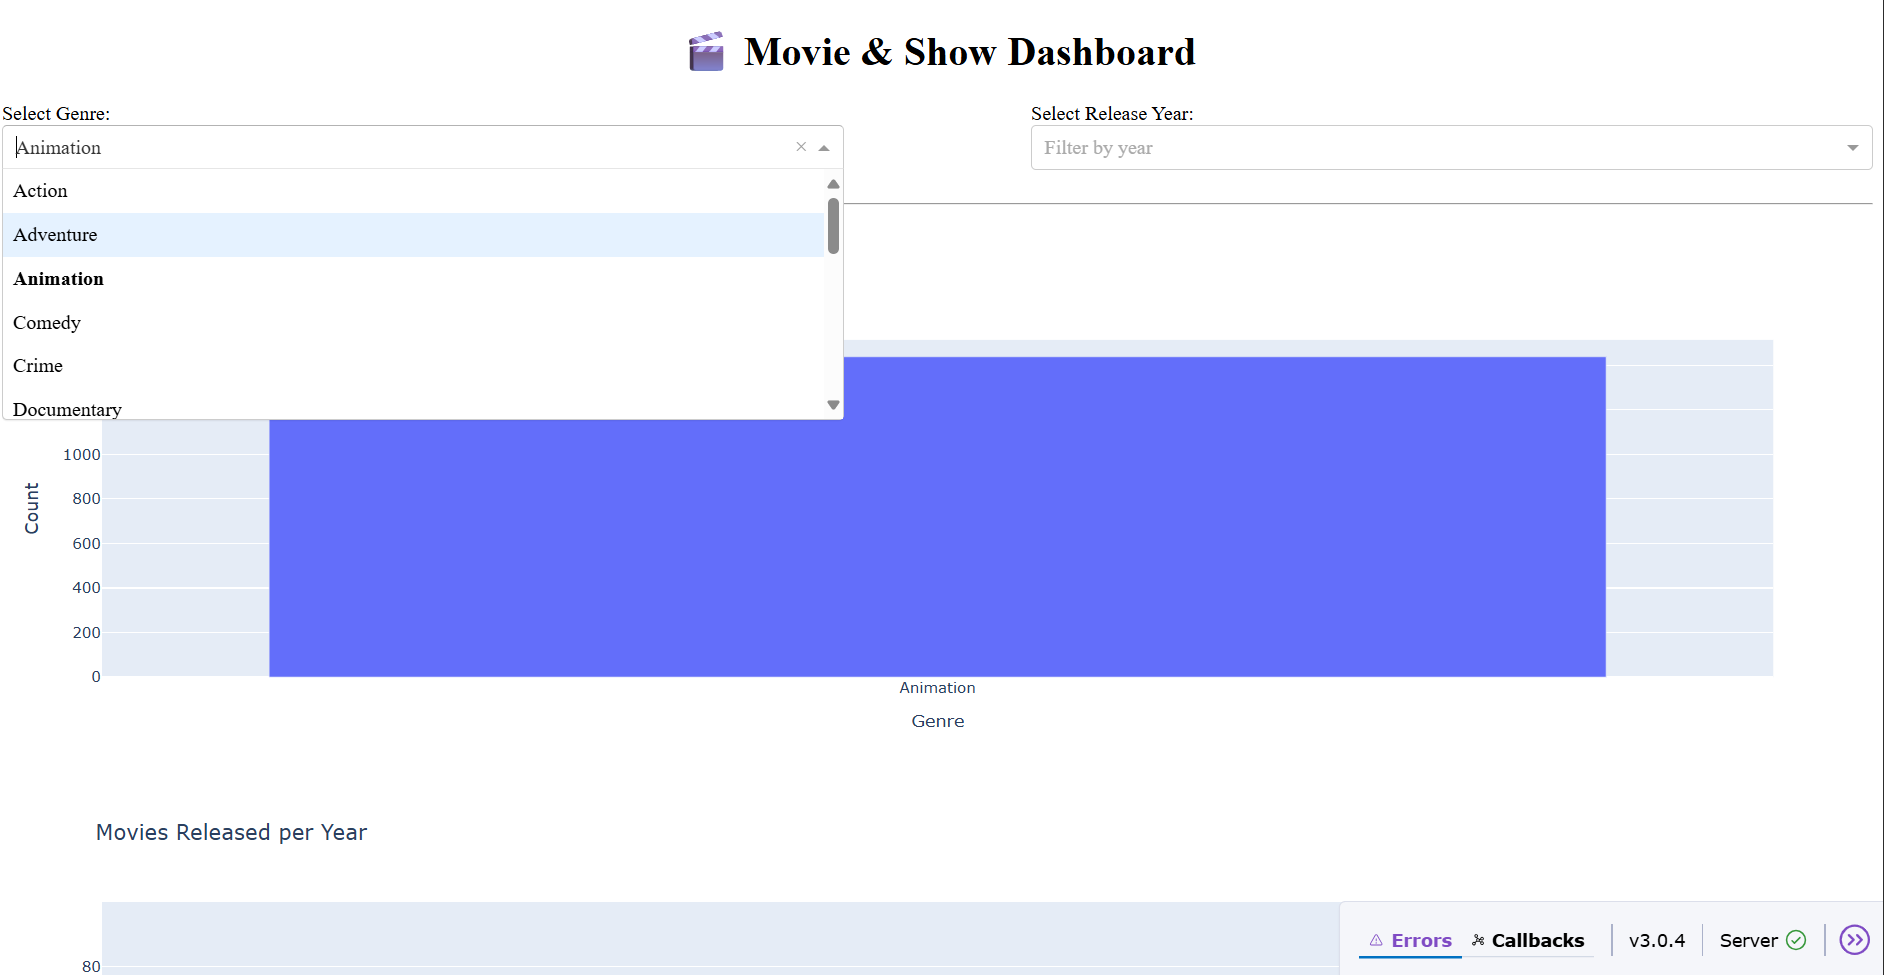 Movie & Show Dashboard
Select Genre:
Select Release Year:
Animation
Filter by year
Action
Adventure
Animation
Comedy
Crime
Documentary
1000
800
600
400
200
0
Count
Animation
Genre
Movies Released per Year
80
Errors
Callbacks
v3.0.4
Server